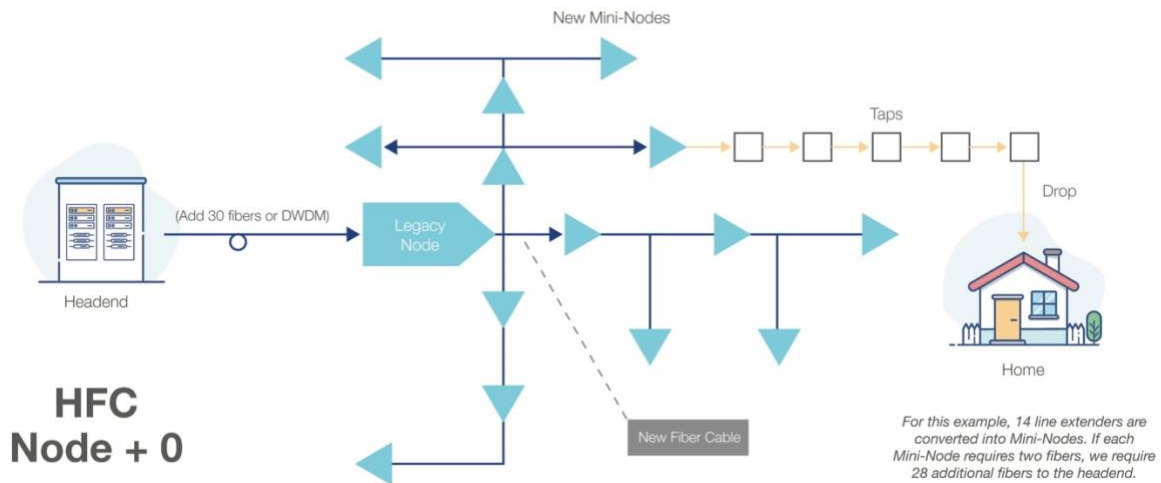 New Mini-Nodes
Taps
(Add 30 fibers or DWDM)
Legacy
Node
Drop
Headend
Home
HFC
Node + 0
New Fiber Cable
For this example, 14 line extenders are
converted into Mini-Nodes. If each
Mini-Node requires two fibers, we require
28 additional fibers to the headend.